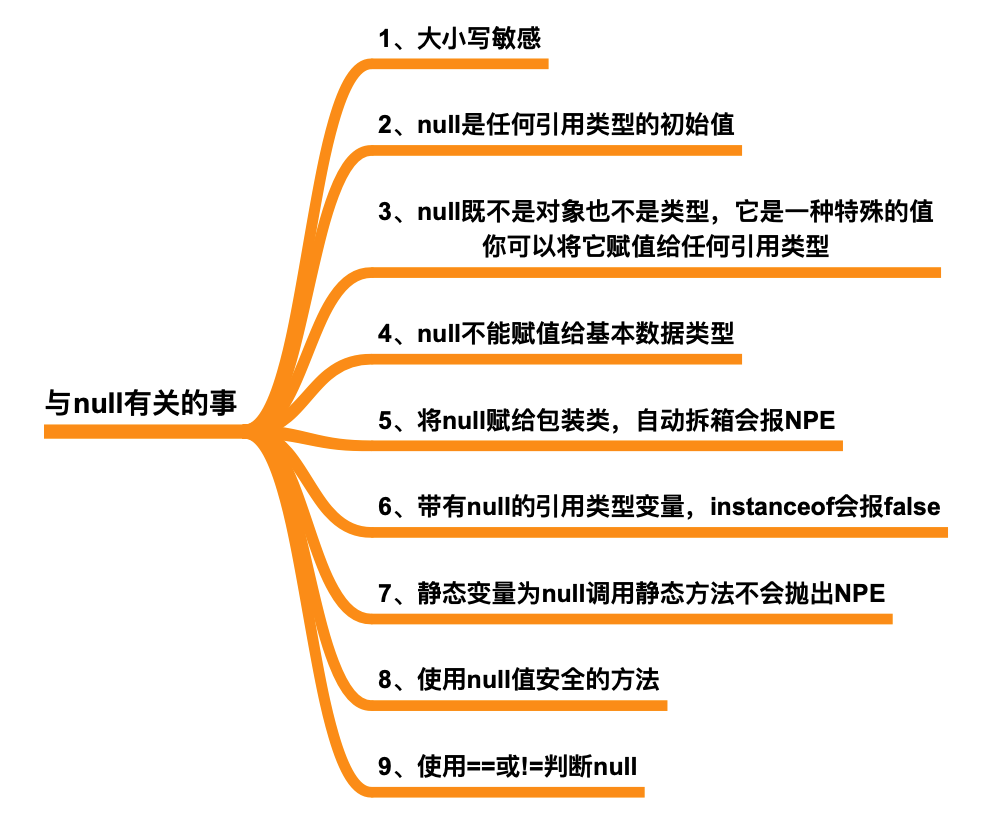 1、大小写敏感
2、null是任何引用类型的初始值
3、null既不是对象也不是类型，它是一种特殊的值
你可以将它赋值给任何引用类型
4、null不能赋值给基本数据类型
与null有关的事
5、将null赋给包装类，自动拆箱会报NPE
6、带有null的引用类型变量，instanceof会报false
7、静态变量为null调用静态方法不会抛出NPE
8、使用null值安全的方法
9、使用==或!=判断null